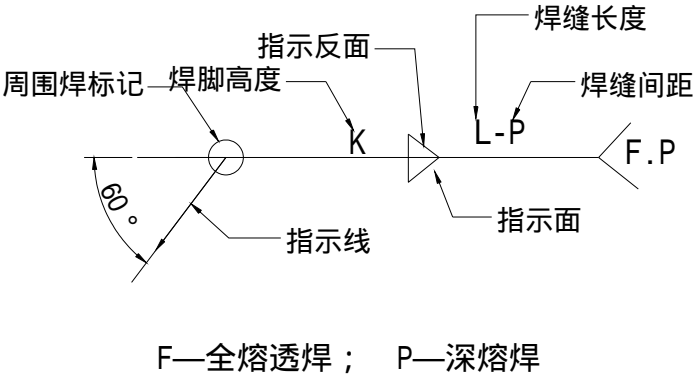 焊缝长度
指示反面
周围焊标记
焊脚高度
焊缝间距
K
L-P
F.P
60°
指示面
指示线
F—全熔透焊； P—深熔焊